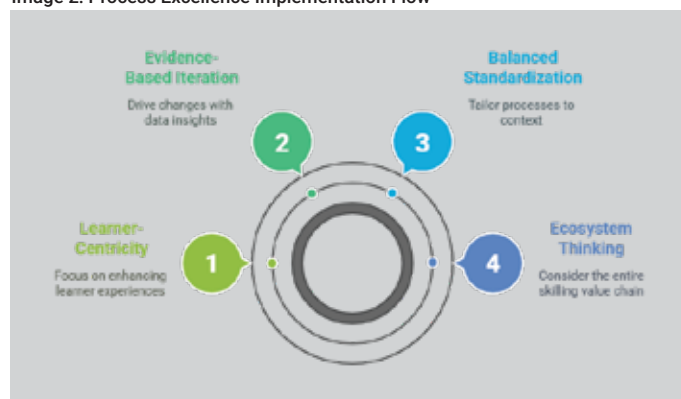 Image 2: Process Excellence Implementation Flow
Evidence-
Based Iteration
Drive changes with
data insights
2
Balanced
Standardization
Tailor processes to
context
3
Learner-
Centricity
Focus on enhancing
learner experiences
1
Ecosystem
Thinking
Consider the entire
skilling value chain
4